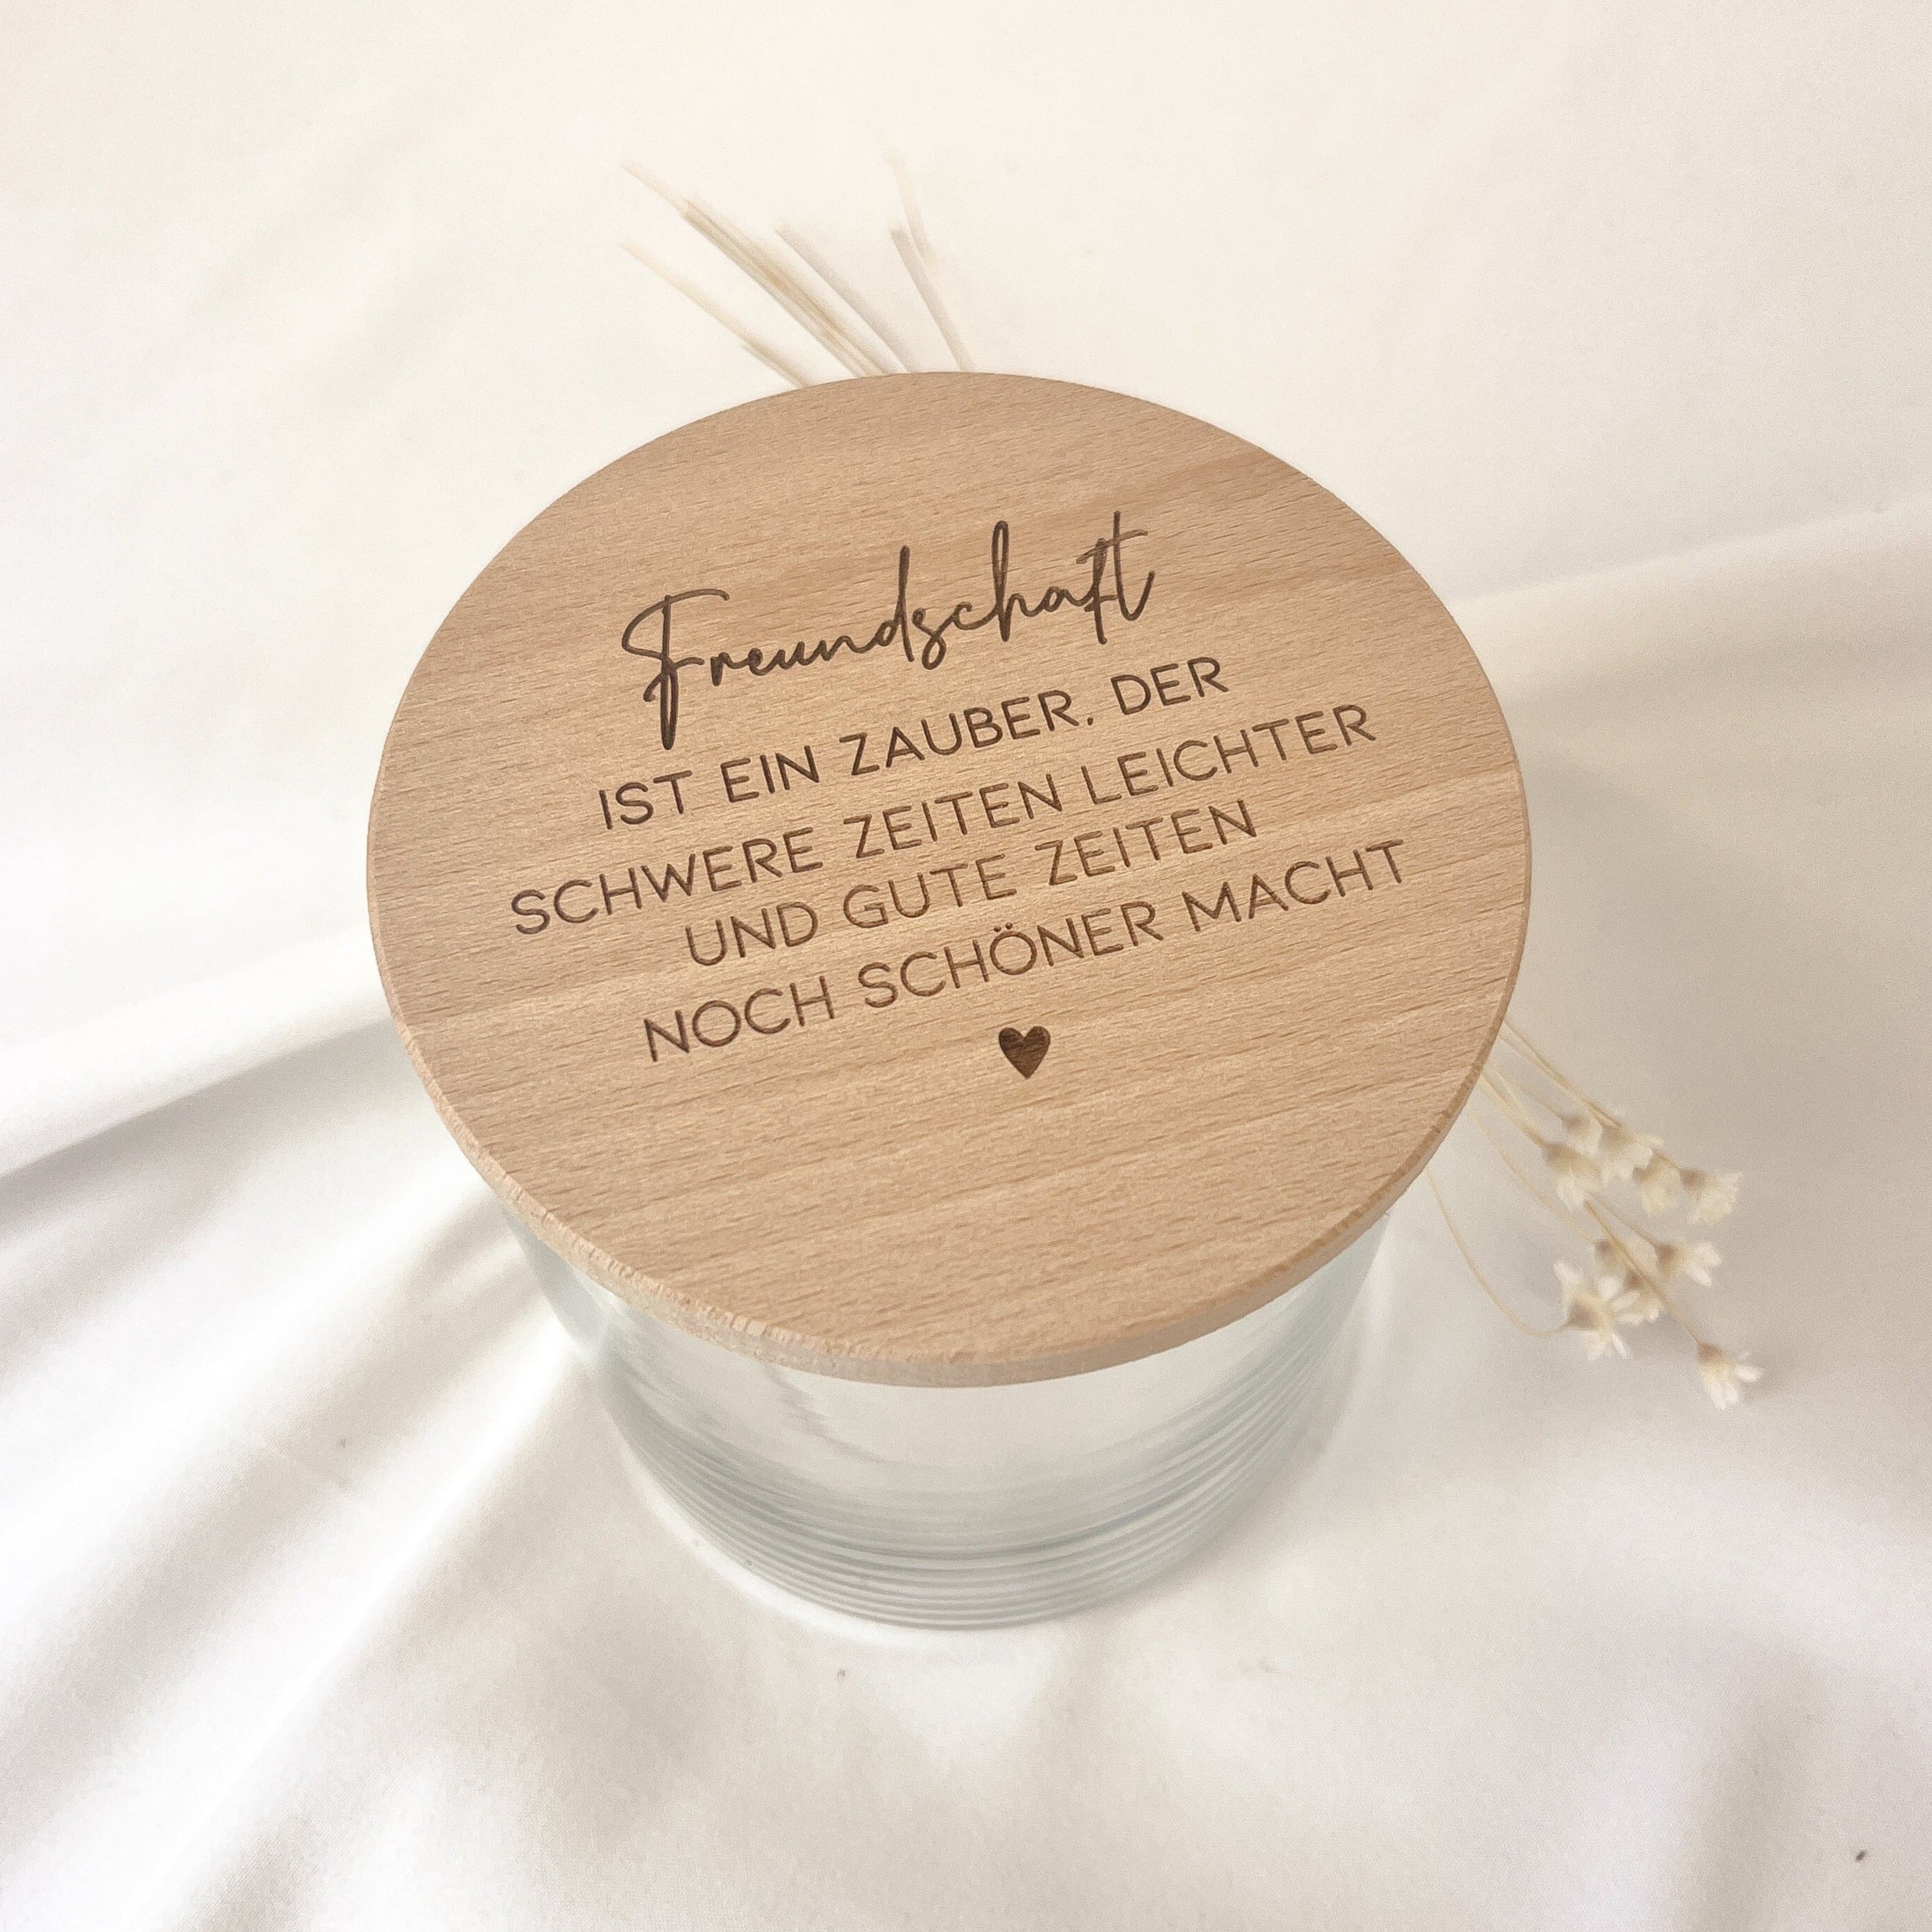 Freundschaft
IST EIN ZAUBER, DER
SCHWERE ZEITEN LEICHTER
UND GUTE ZEITEN
NOCH SCHÖNER MACHT